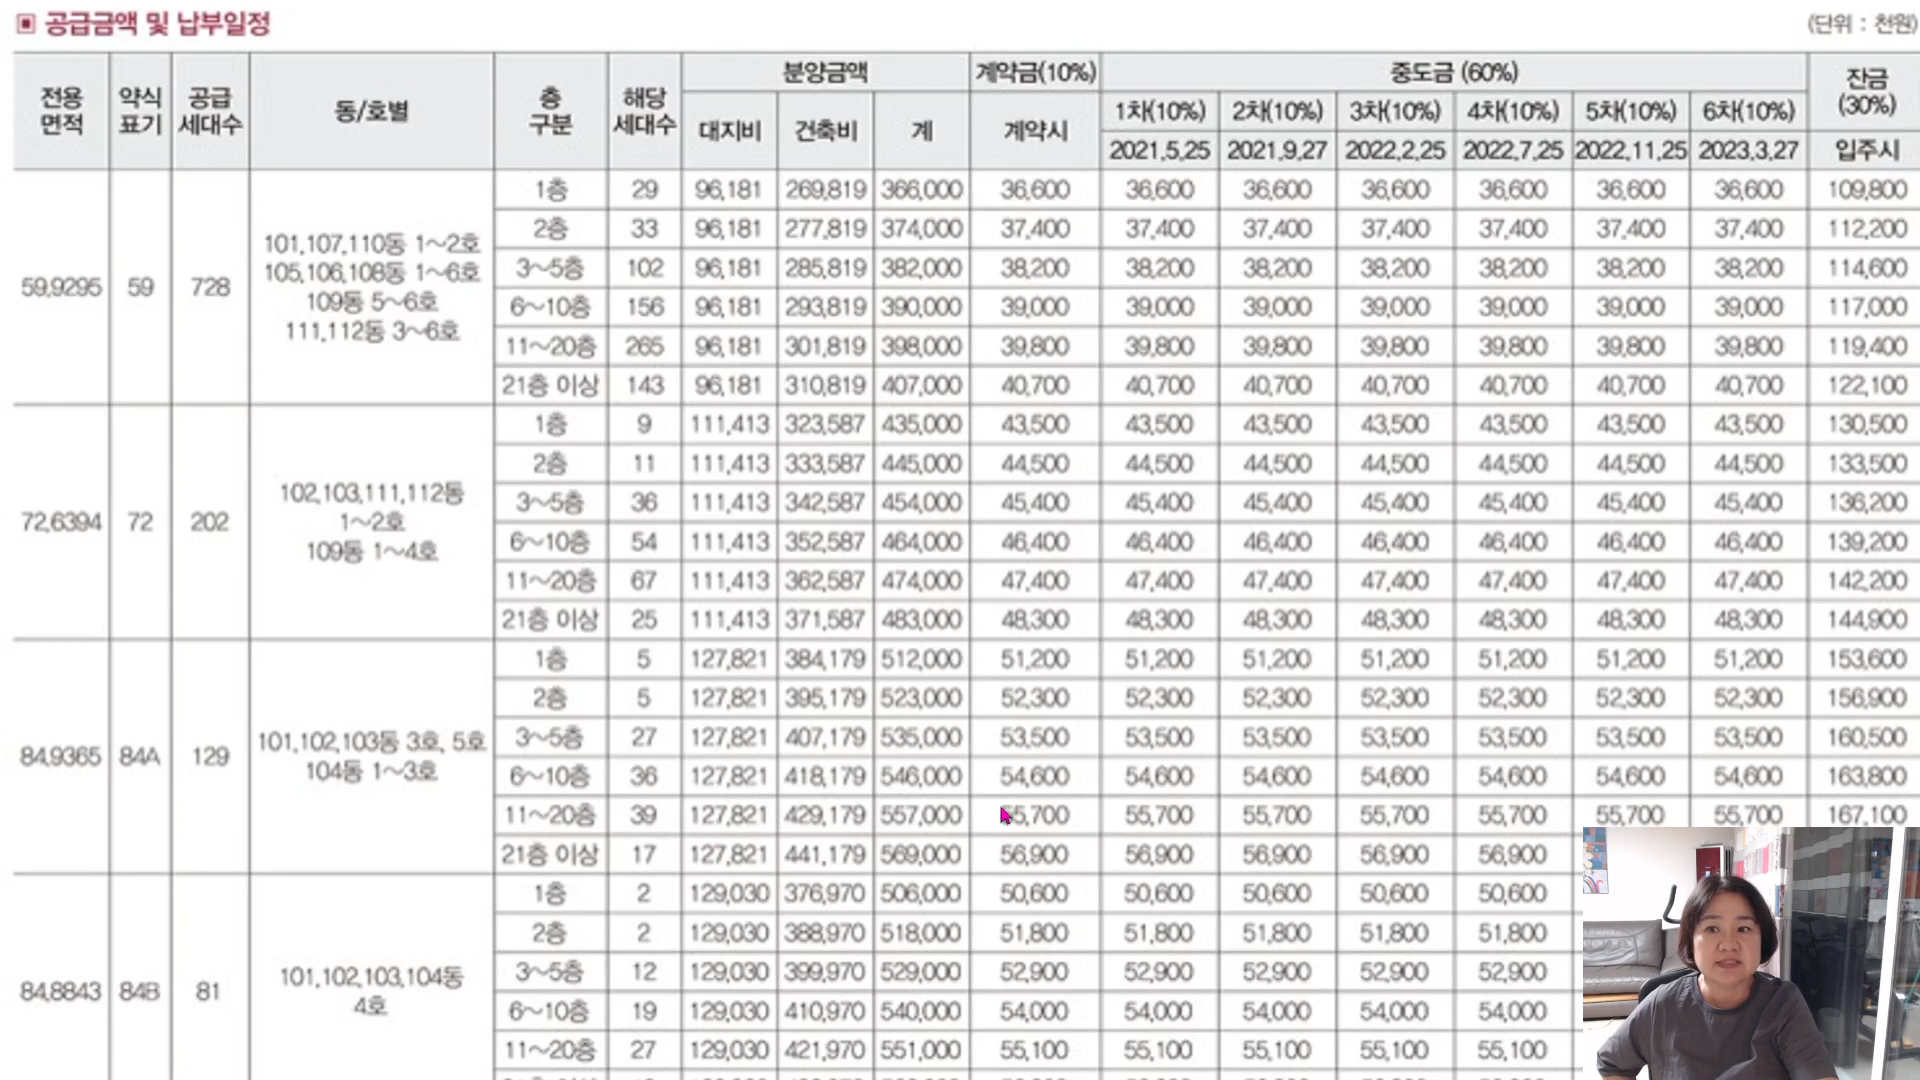 ▣ 공급금액 및 납부일정
(단위 : 천원)
전용면적 약식표기 공급세대수 동/호별 층구분 해당세대수 분양금액 계약금(10%) 중도금 (60%) 잔금(30%)
대지비 건축비 계 계약시 1차(10%) 2차(10%) 3차(10%) 4차(10%) 5차(10%) 6차(10%) 입주시
2021.5.25 2021.9.27 2022.2.25 2022.7.25 2022.11.25 2023.3.27
59.9295 59 728
101,107,110동 1~2호
105,106,108동 1~6호
109동 5~6호
111,112동 3~6호
1층 29 96,181 269,819 366,000 36,600 36,600 36,600 36,600 36,600 36,600 36,600 109,800
2층 33 96,181 277,819 374,000 37,400 37,400 37,400 37,400 37,400 37,400 37,400 112,200
3~5층 102 96,181 285,819 382,000 38,200 38,200 38,200 38,200 38,200 38,200 38,200 114,600
6~10층 156 96,181 293,819 390,000 39,000 39,000 39,000 39,000 39,000 39,000 39,000 117,000
11~20층 265 96,181 301,819 398,000 39,800 39,800 39,800 39,800 39,800 39,800 39,800 119,400
21층 이상 143 96,181 310,819 407,000 40,700 40,700 40,700 40,700 40,700 40,700 40,700 122,100
72.6394 72 202
102,103,111,112동
1~2호
109동 1~4호
1층 9 111,413 323,587 435,000 43,500 43,500 43,500 43,500 43,500 43,500 43,500 130,500
2층 11 111,413 333,587 445,000 44,500 44,500 44,500 44,500 44,500 44,500 44,500 133,500
3~5층 36 111,413 342,587 454,000 45,400 45,400 45,400 45,400 45,400 45,400 45,400 136,200
6~10층 54 111,413 352,587 464,000 46,400 46,400 46,400 46,400 46,400 46,400 46,400 139,200
11~20층 67 111,413 362,587 474,000 47,400 47,400 47,400 47,400 47,400 47,400 47,400 142,200
21층 이상 25 111,413 371,587 483,000 48,300 48,300 48,300 48,300 48,300 48,300 48,300 144,900
84.9365 84A 129
101,102,103동 3호, 5호
104동 1~3호
1층 5 127,821 384,179 512,000 51,200 51,200 51,200 51,200 51,200 51,200 51,200 153,600
2층 5 127,821 395,179 523,000 52,300 52,300 52,300 52,300 52,300 52,300 52,300 156,900
3~5층 27 127,821 407,179 535,000 53,500 53,500 53,500 53,500 53,500 53,500 53,500 160,500
6~10층 36 127,821 418,179 546,000 54,600 54,600 54,600 54,600 54,600 54,600 54,600 163,800
11~20층 39 127,821 429,179 557,000 55,700 55,700 55,700 55,700 55,700 55,700 55,700 167,100
21층 이상 17 127,821 441,179 569,000 56,900 56,900 56,900 56,900 56,900
84.8843 84B 81
101,102,103,104동
4호
1층 2 129,030 376,970 506,000 50,600 50,600 50,600 50,600 50,600
2층 2 129,030 388,970 518,000 51,800 51,800 51,800 51,800 51,800
3~5층 12 129,030 399,970 529,000 52,900 52,900 52,900 52,900 52,900
6~10층 19 129,030 410,970 540,000 54,000 54,000 54,000 54,000 54,000
11~20층 27 129,030 421,970 551,000 55,100 55,100 55,100 55,100 55,100